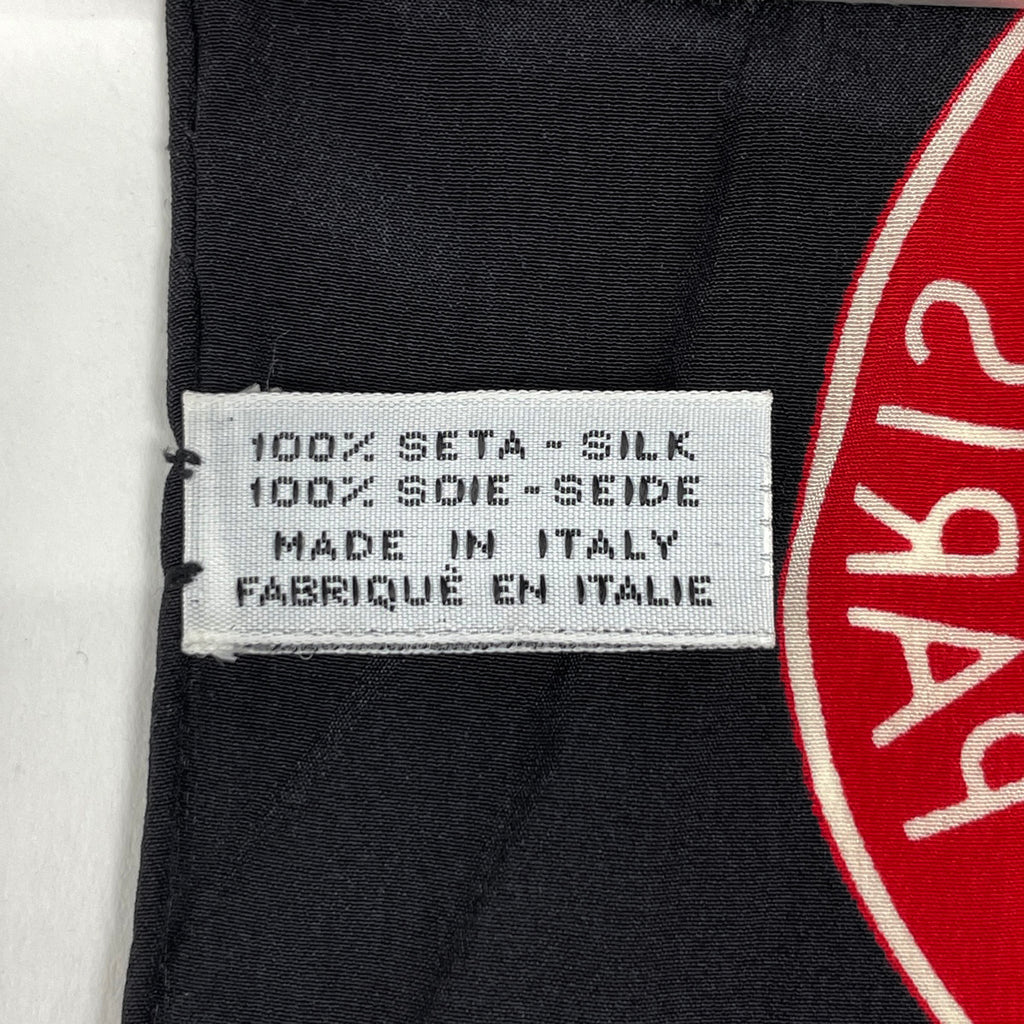 100% SETA - SILK
100% SOIE - SEIDE
MADE IN ITALY
FABRIQUÉ EN ITALIE
PARIS